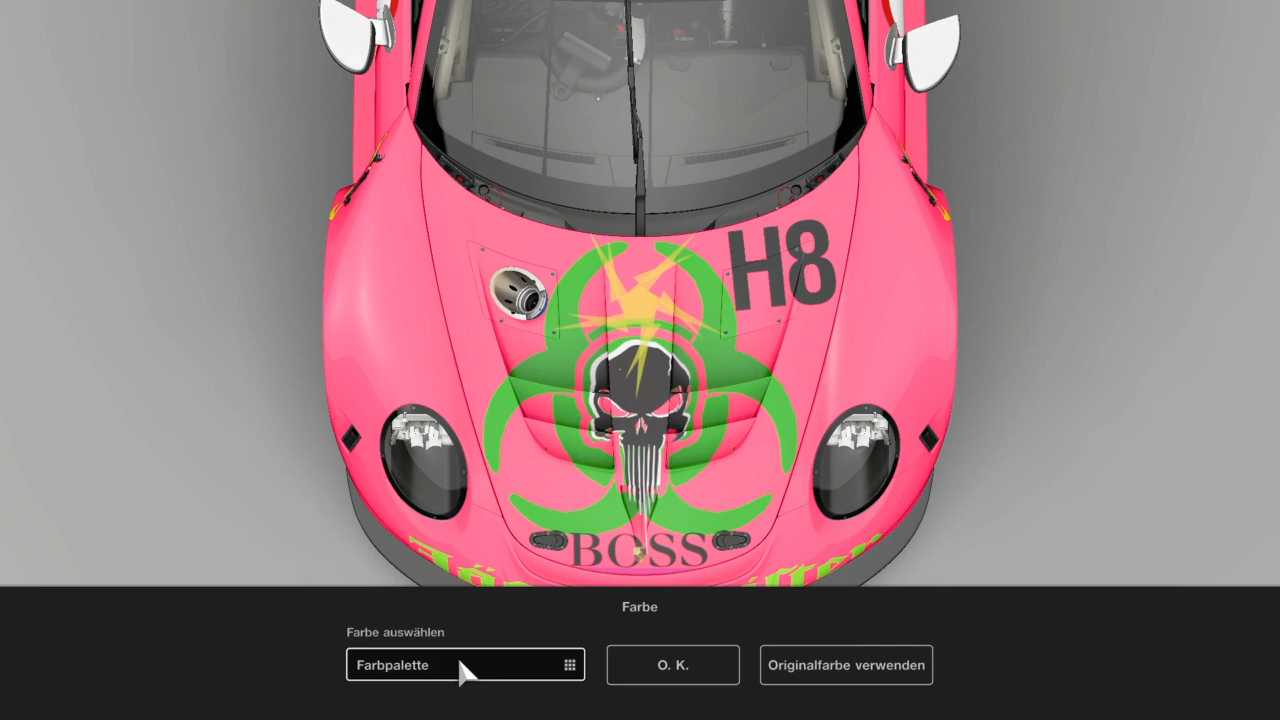 H8
BOSS
Farbe
Farbe auswählen
Farbpalette
O. K.
Originalfarbe verwenden